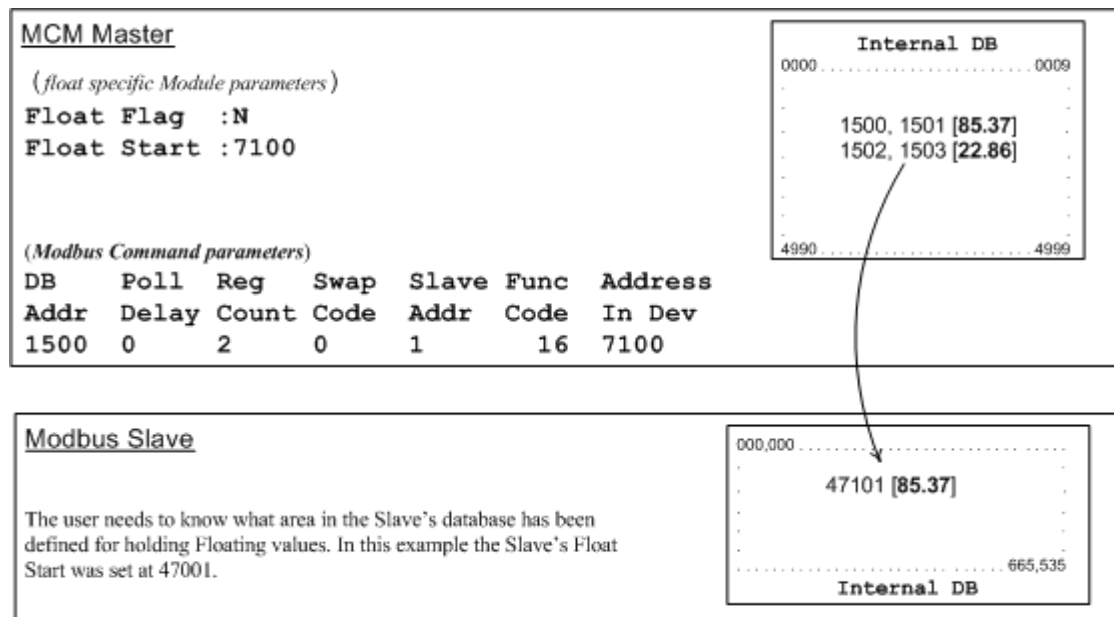 MCM Master
(float specific Module parameters)
Float Flag :N
Float Start :7100
(Modbus Command parameters)
DB Poll Reg Swap Slave Func Address
Addr Delay Count Code Addr Code In Dev
1500 0 2 0 1 16 7100
Internal DB
0000 0009
1500, 1501 [85.37]
1502, 1503 [22.86]
4990 4999
Modbus Slave
The user needs to know what area in the Slave's database has been
defined for holding Floating values. In this example the Slave's Float
Start was set at 47001.
000,000
47101 [85.37]
665,535
Internal DB